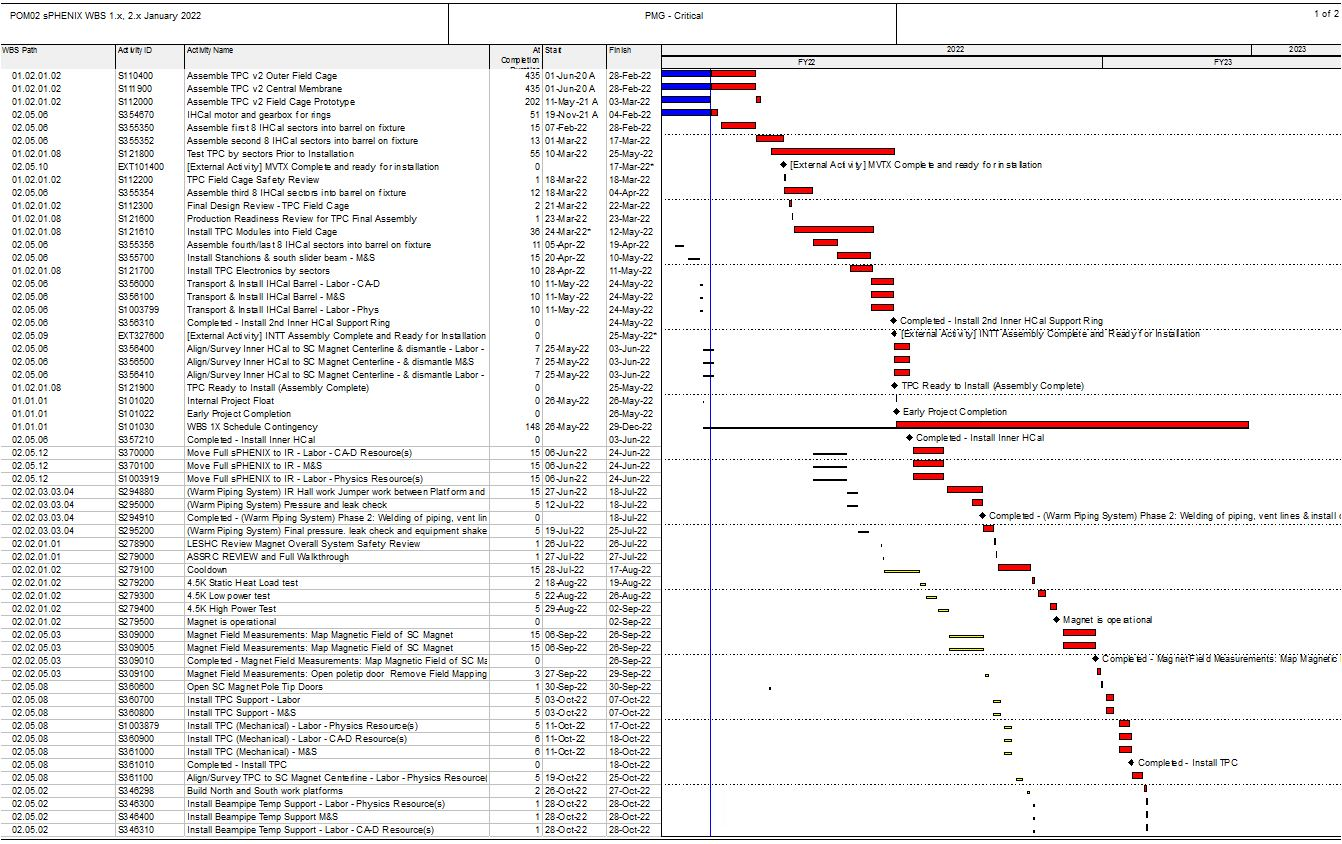 POM02 sPHENIX WBS 1.x, 2.x January 2022 PMG - Critical 1 of 2
WBS Path Activity ID Activity Name At Completion Duration Start Finish 2022 2023
FY22 FY23
01.02.01.02 S110400 Assemble TPC v2 Outer Field Cage 435 01-Jun-20 A 28-Feb-22
01.02.01.02 S111900 Assemble TPC v2 Central Membrane 435 01-Jun-20 A 28-Feb-22
01.02.01.02 S112000 Assemble TPC v2 Field Cage Prototype 202 11-May-21 A 03-Mar-22
02.05.06 S354670 IHCal motor and gearbox for rings 51 19-Nov-21 A 04-Feb-22
02.05.06 S355350 Assemble first 8 IHCal sectors into barrel on fixture 15 07-Feb-22 28-Feb-22
02.05.06 S355352 Assemble second 8 IHCal sectors into barrel on fixture 13 01-Mar-22 17-Mar-22
01.02.01.08 S121800 Test TPC by sectors Prior to Installation 55 10-Mar-22 25-May-22
02.05.10 EXT101400 [External Activity] MVTX Complete and ready for installation 0 17-Mar-22* [External Activity] MVTX Complete and ready for installation
01.02.01.02 S112200 TPC Field Cage Safety Review 1 18-Mar-22 18-Mar-22
02.05.06 S355354 Assemble third 8 IHCal sectors into barrel on fixture 12 18-Mar-22 04-Apr-22
01.02.01.02 S112300 Final Design Review - TPC Field Cage 2 21-Mar-22 22-Mar-22
01.02.01.08 S121600 Production Readiness Review for TPC Final Assembly 1 23-Mar-22 23-Mar-22
01.02.01.08 S121610 Install TPC Modules into Field Cage 36 24-Mar-22* 12-May-22
02.05.06 S355356 Assemble fourth/last 8 IHCal sectors into barrel on fixture 11 05-Apr-22 19-Apr-22
02.05.06 S355700 Install Stanchions & south slider beam - M&S 15 20-Apr-22 10-May-22
01.02.01.08 S121700 Install TPC Electronics by sectors 10 28-Apr-22 11-May-22
02.05.06 S356000 Transport & Install IHCal Barrel - Labor - CA-D 10 11-May-22 24-May-22
02.05.06 S356100 Transport & Install IHCal Barrel - M&S 10 11-May-22 24-May-22
02.05.06 S1003799 Transport & Install IHCal Barrel - Labor - Phys 10 11-May-22 24-May-22
02.05.06 S356310 Completed - Install 2nd Inner HCal Support Ring 0 24-May-22 Completed - Install 2nd Inner HCal Support Ring
02.05.09 EXT327600 [External Activity] INTT Assembly Complete and Ready for Installation 0 25-May-22* [External Activity] INTT Assembly Complete and Ready for Installation
02.05.06 S356400 Align/Survey Inner HCal to SC Magnet Centerline & dismantle - Labor - 7 25-May-22 03-Jun-22
02.05.06 S356500 Align/Survey Inner HCal to SC Magnet Centerline - & dismantle M&S 7 25-May-22 03-Jun-22
02.05.06 S356410 Align/Survey Inner HCal to SC Magnet Centerline - & dismantle Labor - 7 25-May-22 03-Jun-22
01.02.01.08 S121900 TPC Ready to Install (Assembly Complete) 0 25-May-22 TPC Ready to Install (Assembly Complete)
01.01.01 S101020 Internal Project Float 0 26-May-22 26-May-22
01.01.01 S101022 Early Project Completion 0 26-May-22 Early Project Completion
01.01.01 S101030 WBS 1X Schedule Contingency 148 26-May-22 29-Dec-22
02.05.06 S357210 Completed - Install Inner HCal 0 03-Jun-22 Completed - Install Inner HCal
02.05.12 S370000 Move Full sPHENIX to IR - Labor - CA-D Resource(s) 15 06-Jun-22 24-Jun-22
02.05.12 S370100 Move Full sPHENIX to IR - M&S 15 06-Jun-22 24-Jun-22
02.05.12 S1003919 Move Full sPHENIX to IR - Labor - Physics Resource(s) 15 06-Jun-22 24-Jun-22
02.02.03.03.04 S294880 (Warm Piping System) IR Hall work Jumper work between Platform and 15 27-Jun-22 18-Jul-22
02.02.03.03.04 S295000 (Warm Piping System) Pressure and leak check 5 12-Jul-22 18-Jul-22
02.02.03.03.04 S294910 Completed - (Warm Piping System) Phase 2: Welding of piping, vent lin 0 18-Jul-22 Completed - (Warm Piping System) Phase 2: Welding of piping, vent lines & install
02.02.03.03.04 S295200 (Warm Piping System) Final pressure. leak check and equipment shake 5 19-Jul-22 25-Jul-22
02.02.01.01 S278900 LESHC Review Magnet Overall System Safety Review 1 26-Jul-22 26-Jul-22
02.02.01.01 S279000 ASSRC REVIEW and Full Walkthrough 1 27-Jul-22 27-Jul-22
02.02.01.02 S279100 Cooldown 15 28-Jul-22 17-Aug-22
02.02.01.02 S279200 4.5K Static Heat Load test 2 18-Aug-22 19-Aug-22
02.02.01.02 S279300 4.5K Low power test 5 22-Aug-22 26-Aug-22
02.02.01.02 S279400 4.5K High Power Test 5 29-Aug-22 02-Sep-22
02.02.01.02 S279500 Magnet is operational 0 02-Sep-22 Magnet is operational
02.02.05.03 S309000 Magnet Field Measurements: Map Magnetic Field of SC Magnet 15 06-Sep-22 26-Sep-22
02.02.05.03 S309005 Magnet Field Measurements: Map Magnetic Field of SC Magnet 15 06-Sep-22 26-Sep-22
02.02.05.03 S309010 Completed - Magnet Field Measurements: Map Magnetic Field of SC Ma 0 26-Sep-22 Completed - Magnet Field Measurements: Map Magnetic
02.02.05.03 S309100 Magnet Field Measurements: Open poletip door Remove Field Mapping 3 27-Sep-22 29-Sep-22
02.05.08 S360600 Open SC Magnet Pole Tip Doors 1 30-Sep-22 30-Sep-22
02.05.08 S360700 Install TPC Support - Labor 5 03-Oct-22 07-Oct-22
02.05.08 S360800 Install TPC Support - M&S 5 03-Oct-22 07-Oct-22
02.05.08 S1003879 Install TPC (Mechanical) - Labor - Physics Resource(s) 5 11-Oct-22 17-Oct-22
02.05.08 S360900 Install TPC (Mechanical) - Labor - CA-D Resource(s) 6 11-Oct-22 18-Oct-22
02.05.08 S361000 Install TPC (Mechanical) - M&S 6 11-Oct-22 18-Oct-22
02.05.08 S361010 Completed - Install TPC 0 18-Oct-22 Completed - Install TPC
02.05.08 S361100 Align/Survey TPC to SC Magnet Centerline - Labor - Physics Resource( 5 19-Oct-22 25-Oct-22
02.05.02 S346298 Build North and South work platforms 2 26-Oct-22 27-Oct-22
02.05.02 S346300 Install Beampipe Temp Support - Labor - Physics Resource(s) 1 28-Oct-22 28-Oct-22
02.05.02 S346400 Install Beampipe Temp Support M&S 1 28-Oct-22 28-Oct-22
02.05.02 S346310 Install Beampipe Temp Support - Labor - CA-D Resource(s) 1 28-Oct-22 28-Oct-22